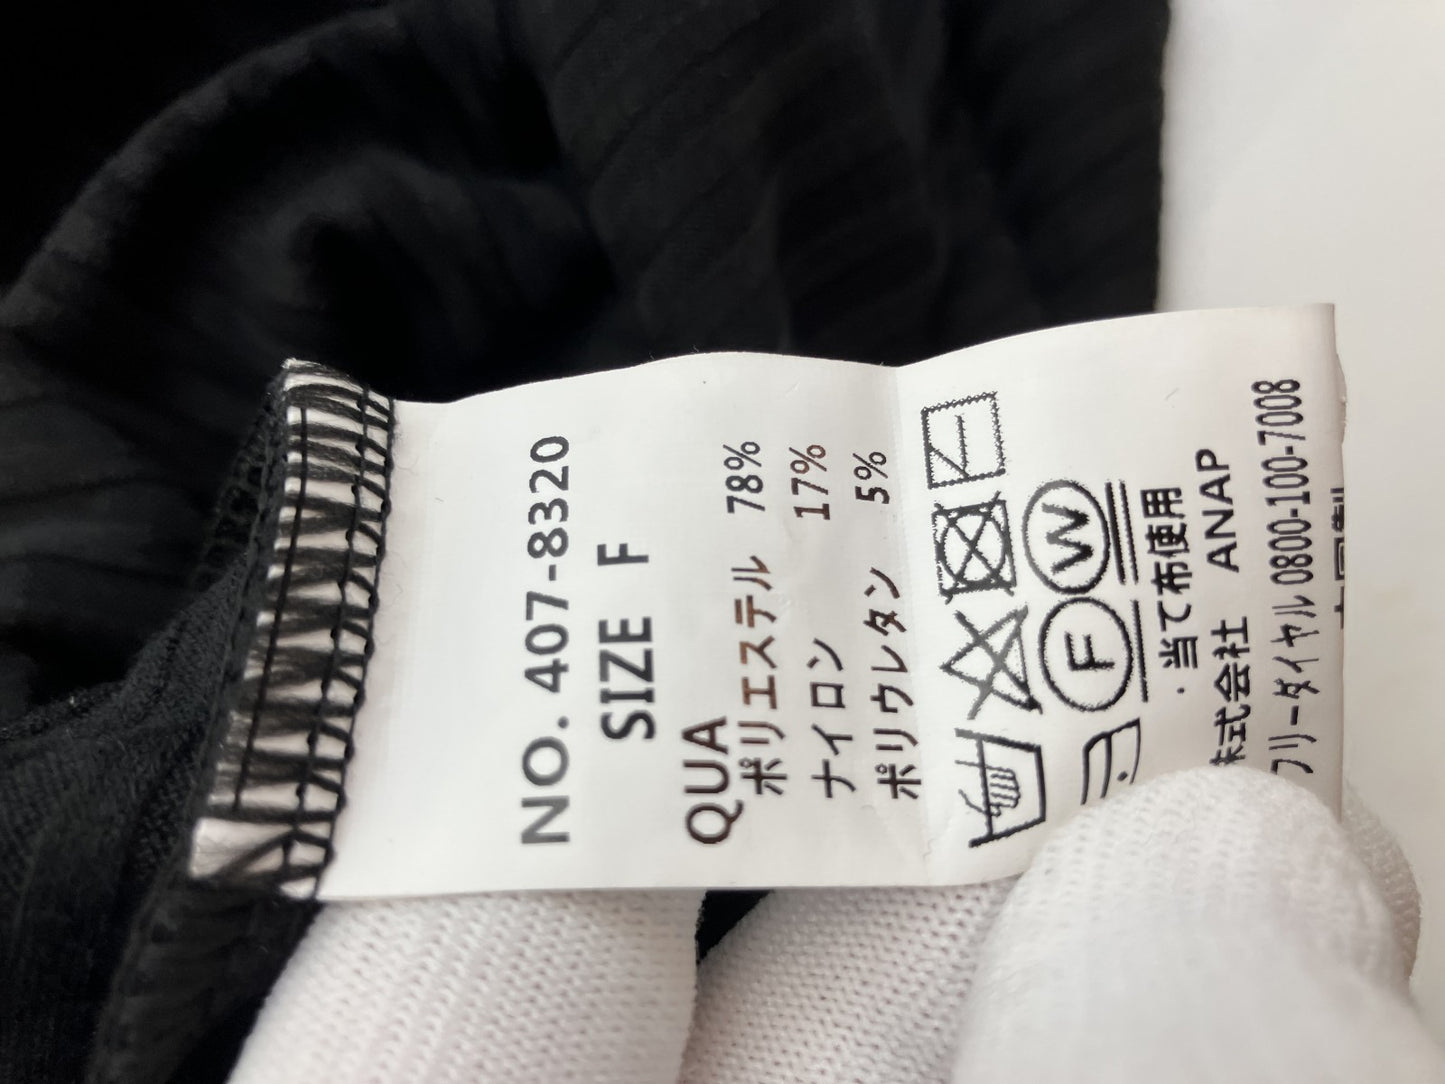 NO. 407-8320
SIZE F
QUA
ポリエステル 78%
ナイロン 17%
ポリウレタン 5%
W
F
・当て布使用
株式会社 ANAP
フリーダイヤル 0800-100-7008